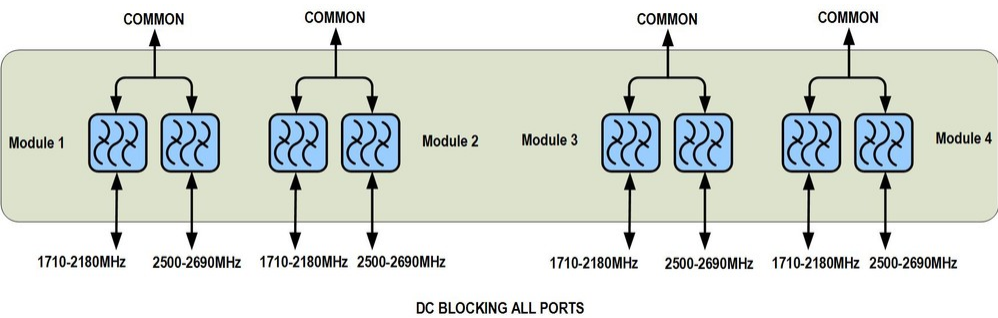 COMMON
COMMON
COMMON
COMMON
Module 1
Module 2
Module 3
Module 4
1710-2180MHz
2500-2690MHz
1710-2180MHz
2500-2690MHz
1710-2180MHz
2500-2690MHz
1710-2180MHz
2500-2690MHz
DC BLOCKING ALL PORTS